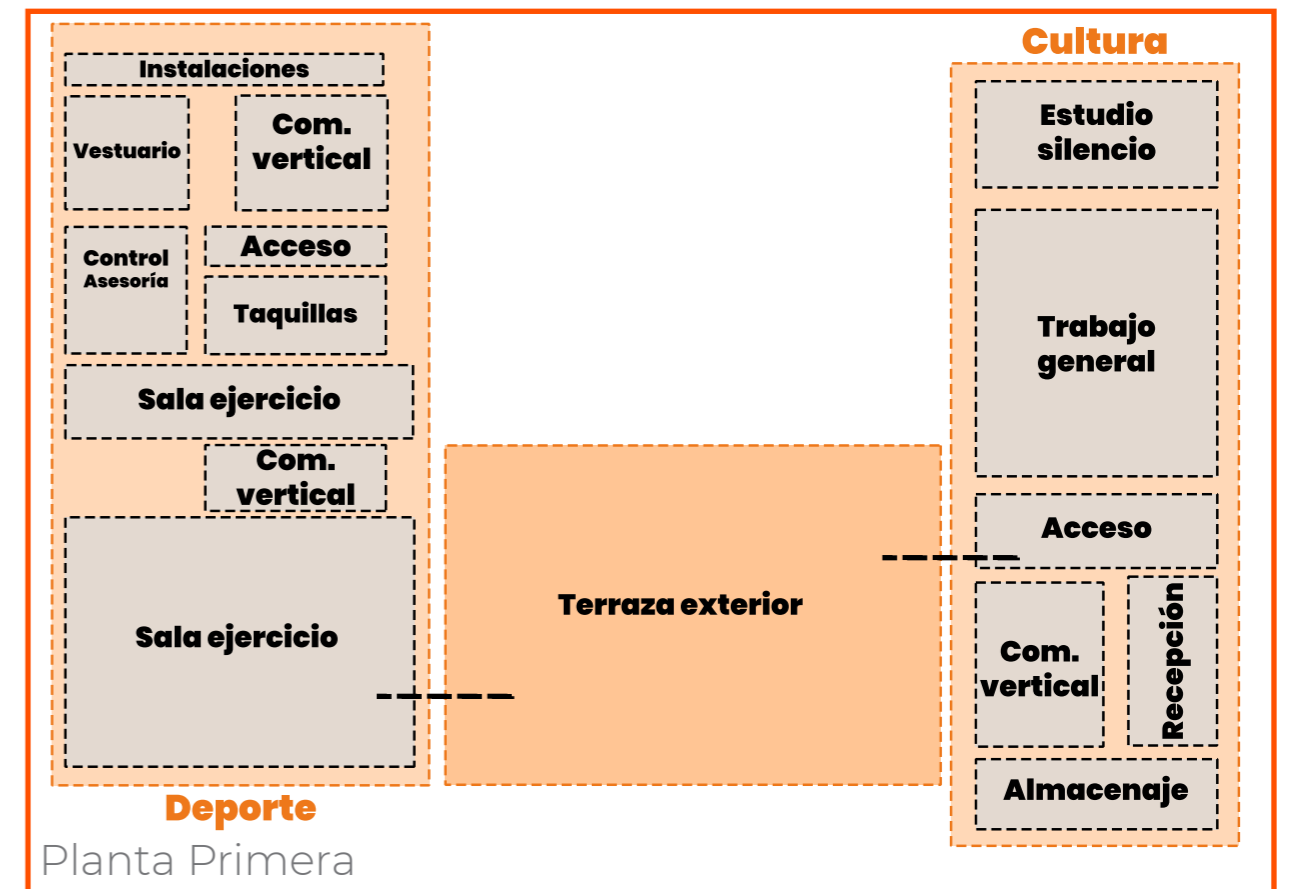 Instalaciones
Vestuario
Com.
vertical
Control
Asesoría
Acceso
Taquillas
Sala ejercicio
Com.
vertical
Sala ejercicio
Deporte
Terraza exterior
Cultura
Estudio
silencio
Trabajo
general
Acceso
Com.
vertical
Recepción
Almacenaje
Planta Primera